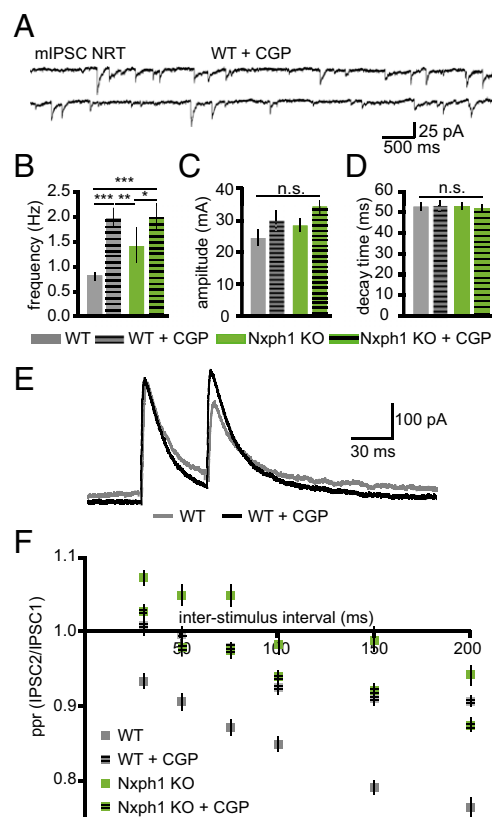 A
mIPSC NRT WT + CGP
25 pA
500 ms
B
C
D
***
*** ** *
n.s.
n.s.
frequency (Hz)
2.5
2.0
1.5
1.0
0.5
0.0
amplitude (mA)
40
30
20
10
0
decay time (ms)
70
60
50
40
30
20
10
0
WT WT + CGP Nxph1 KO Nxph1 KO + CGP
E
100 pA
30 ms
WT WT + CGP
F
ppr (IPSC2/IPSC1)
1.1
1.0
0.9
0.8
inter-stimulus interval (ms)
50 100 150 200
WT
WT + CGP
Nxph1 KO
Nxph1 KO + CGP